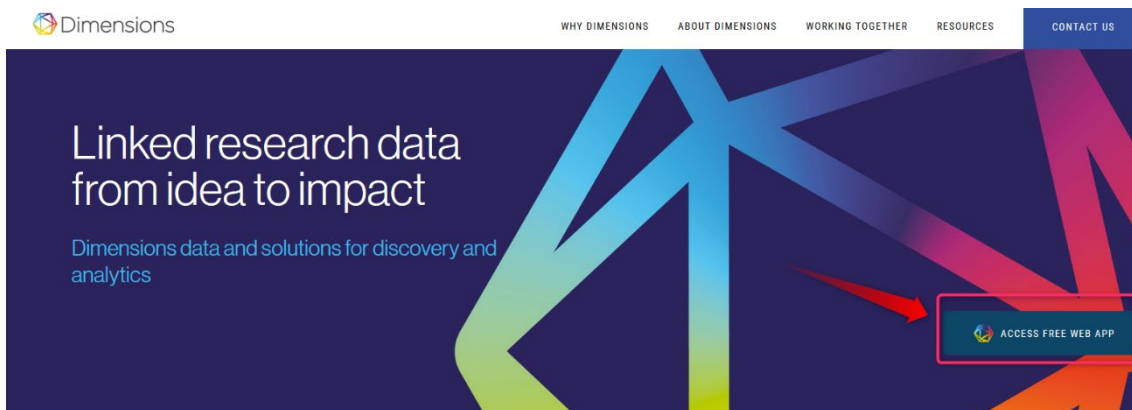 Dimensions
WHY DIMENSIONS
ABOUT DIMENSIONS
WORKING TOGETHER
RESOURCES
CONTACT US
Linked research data
from idea to impact
Dimensions data and solutions for discovery and
analytics
ACCESS FREE WEB APP